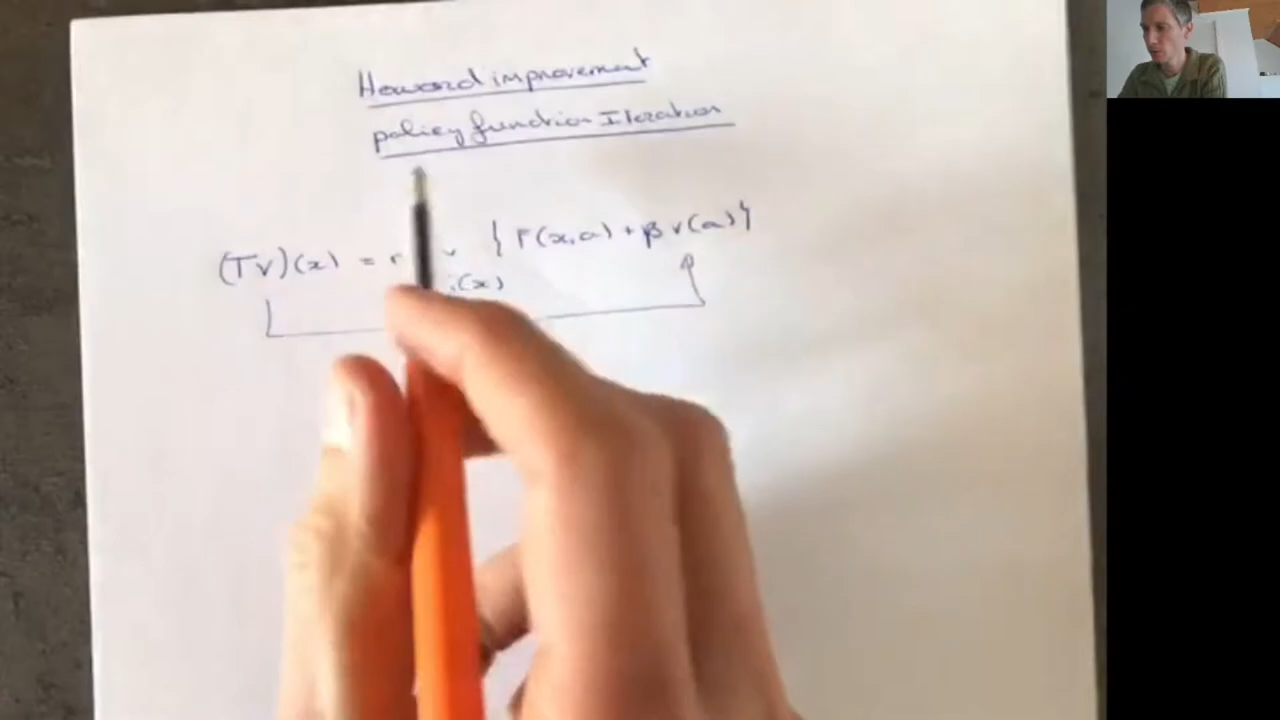 Howard improvement
policy function Iteration
(Tv)(x) = { F(x,a) + β v(a) }
(x)